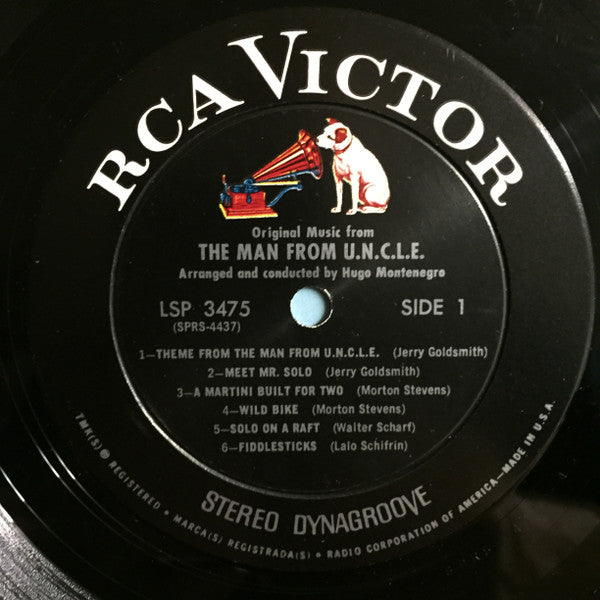 RCA VICTOR
Original Music from
THE MAN FROM U.N.C.L.E.
Arranged and conducted by Hugo Montenegro
LSP 3475
(SPRS-4437)
SIDE 1
1—THEME FROM THE MAN FROM U.N.C.L.E. (Jerry Goldsmith)
2—MEET MR. SOLO (Jerry Goldsmith)
3—A MARTINI BUILT FOR TWO (Morton Stevens)
4—WILD BIKE (Morton Stevens)
5—SOLO ON A RAFT (Walter Scharf)
6—FIDDLESTICKS (Lalo Schifrin)
STEREO DYNAGROOVE
TMK(S) ® REGISTERED • MARCA(S) REGISTRADA(S) • RADIO CORPORATION OF AMERICA—MADE IN U.S.A.